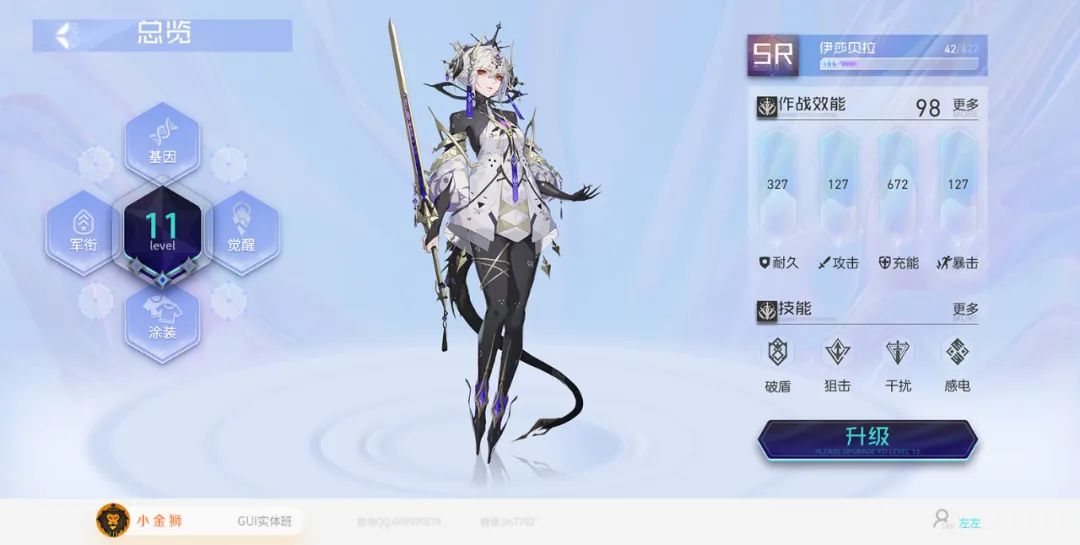 总览
基因
军衔
11
level
觉醒
涂装
SR
伊莎贝拉
42/422
115
作战效能
98
更多
MORE
327
127
672
127
耐久
攻击
充能
暴击
技能
更多
MORE
破盾
狙击
干扰
感电
升级
PLEASE UPGRADE TO LEVEL 15
小金狮
GUI实体班
左左